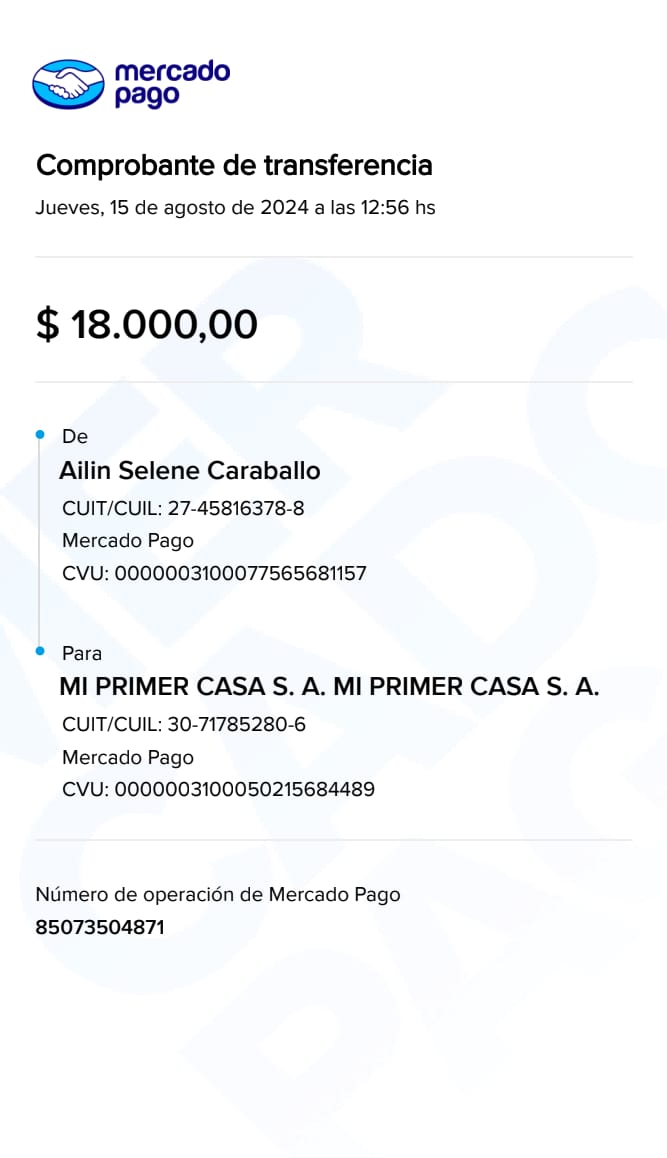 mercado
pago
Comprobante de transferencia
Jueves, 15 de agosto de 2024 a las 12:56 hs
$ 18.000,00
De
Ailin Selene Caraballo
CUIT/CUIL: 27-45816378-8
Mercado Pago
CVU: 0000003100077565681157
Para
MI PRIMER CASA S. A. MI PRIMER CASA S. A.
CUIT/CUIL: 30-71785280-6
Mercado Pago
CVU: 0000003100050215684489
Número de operación de Mercado Pago
85073504871